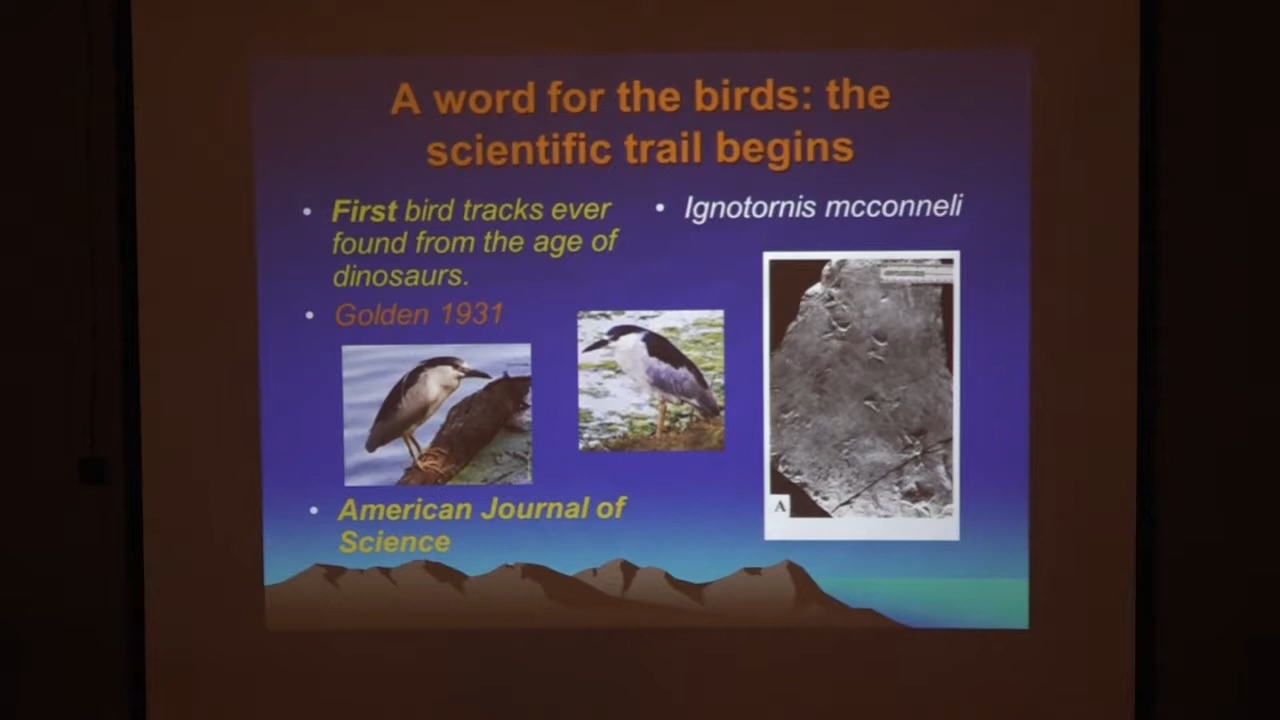 A word for the birds: the
scientific trail begins
• First bird tracks ever
found from the age of
dinosaurs.
• Golden 1931
• American Journal of
Science
• Ignotornis mcconneli
A